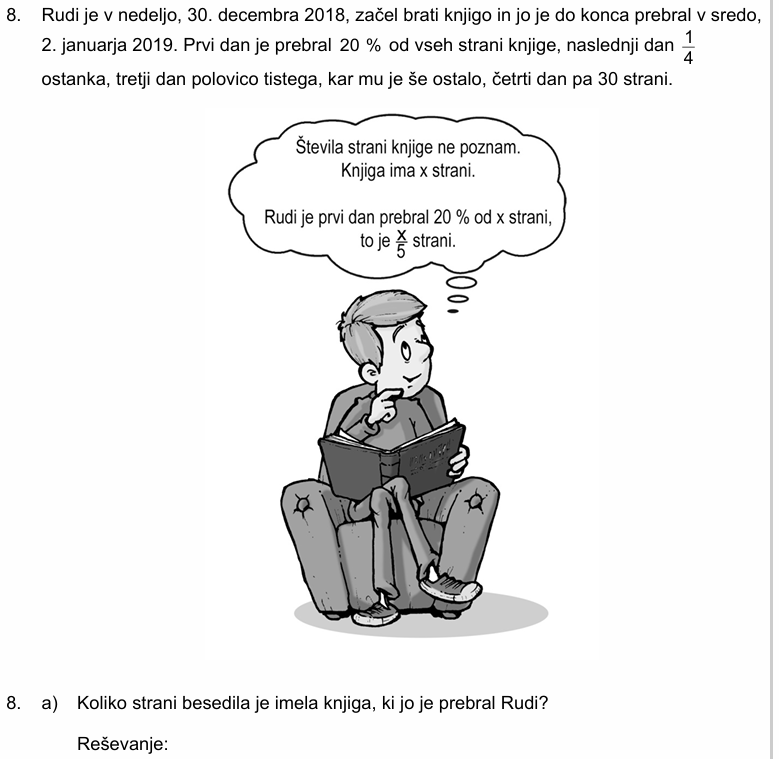 8. Rudi je v nedeljo, 30. decembra 2018, začel brati knjigo in jo je do konca prebral v sredo,
2. januarja 2019. Prvi dan je prebral 20 % od vseh strani knjige, naslednji dan 1/4
ostanka, tretji dan polovico tistega, kar mu je še ostalo, četrti dan pa 30 strani.
Števila strani knjige ne poznam.
Knjiga ima x strani.
Rudi je prvi dan prebral 20 % od x strani,
to je x/5 strani.
8. a) Koliko strani besedila je imela knjiga, ki jo je prebral Rudi?
Reševanje: